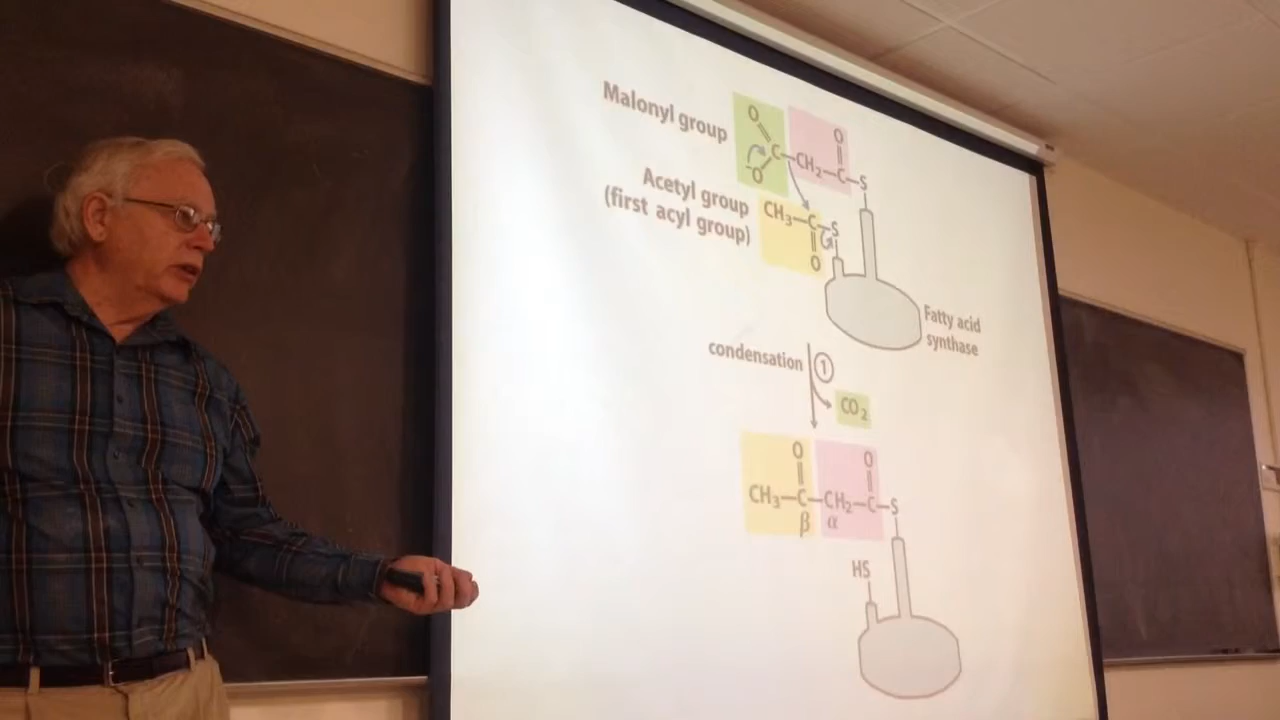 Malonyl group
O
O
C–CH₂–C–S
⁻O
Acetyl group
(first acyl group)
CH₃–C–S
O
Fatty acid
synthase
condensation
1
CO₂
O
O
CH₃–C–CH₂–C–S
β
α
HS